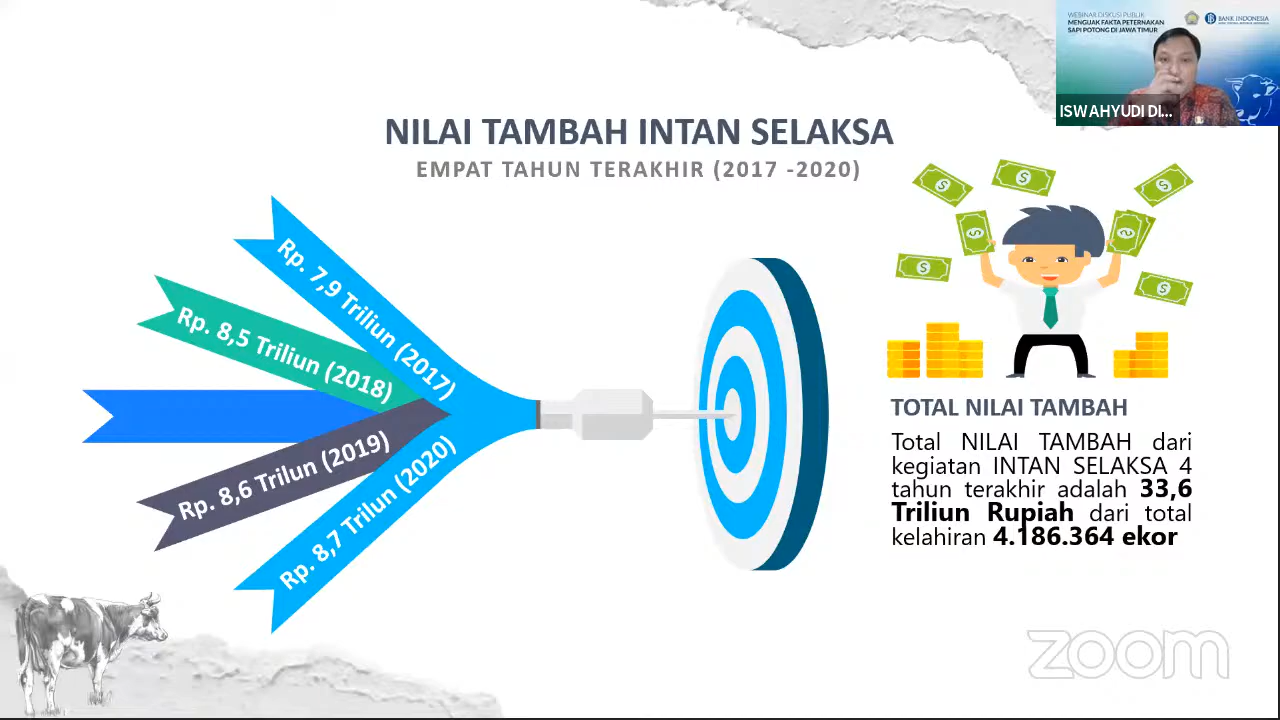 WEBINAR DISKUSI PUBLIK
MENGUAK FAKTA PETERNAKAN
SAPI POTONG DI JAWA TIMUR
BANK INDONESIA
ISWAHYUDI DI...
NILAI TAMBAH INTAN SELAKSA
EMPAT TAHUN TERAKHIR (2017 -2020)
Rp. 7,9 Triliun (2017)
Rp. 8,5 Triliun (2018)
Rp. 8,6 Trilun (2019)
Rp. 8,7 Trilun (2020)
TOTAL NILAI TAMBAH
Total NILAI TAMBAH dari
kegiatan INTAN SELAKSA 4
tahun terakhir adalah 33,6
Triliun Rupiah dari total
kelahiran 4.186.364 ekor
zoom